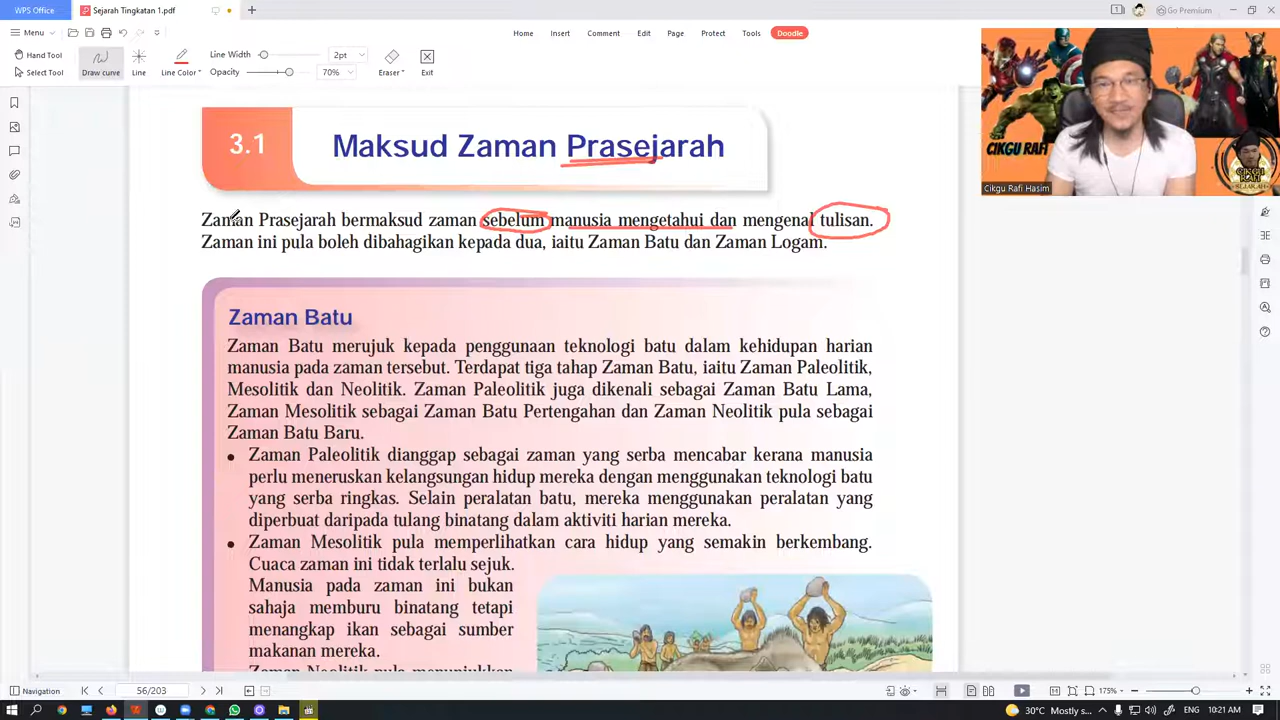 WPS Office
Sejarah Tingkatan 1.pdf
Go Premium
Menu
Home Insert Comment Edit Page Protect Tools Doodle
Hand Tool
Select Tool
Draw curve
Line
Line Color
Line Width
2pt
Opacity
70%
Eraser
Exit
CIKGU RAFI
CIKGU
RAFI
SEJARAH
Cikgu Rafi Hasim
3.1
Maksud Zaman Prasejarah
Zaman Prasejarah bermaksud zaman sebelum manusia mengetahui dan mengenal tulisan.
Zaman ini pula boleh dibahagikan kepada dua, iaitu Zaman Batu dan Zaman Logam.
Zaman Batu
Zaman Batu merujuk kepada penggunaan teknologi batu dalam kehidupan harian
manusia pada zaman tersebut. Terdapat tiga tahap Zaman Batu, iaitu Zaman Paleolitik,
Mesolitik dan Neolitik. Zaman Paleolitik juga dikenali sebagai Zaman Batu Lama,
Zaman Mesolitik sebagai Zaman Batu Pertengahan dan Zaman Neolitik pula sebagai
Zaman Batu Baru.
• Zaman Paleolitik dianggap sebagai zaman yang serba mencabar kerana manusia
perlu meneruskan kelangsungan hidup mereka dengan menggunakan teknologi batu
yang serba ringkas. Selain peralatan batu, mereka menggunakan peralatan yang
diperbuat daripada tulang binatang dalam aktiviti harian mereka.
• Zaman Mesolitik pula memperlihatkan cara hidup yang semakin berkembang.
Cuaca zaman ini tidak terlalu sejuk.
Manusia pada zaman ini bukan
sahaja memburu binatang tetapi
menangkap ikan sebagai sumber
makanan mereka.
Zaman Neolitik pula menunjukkan
Navigation
56/203
175%
30°C Mostly s...
ENG
10:21 AM